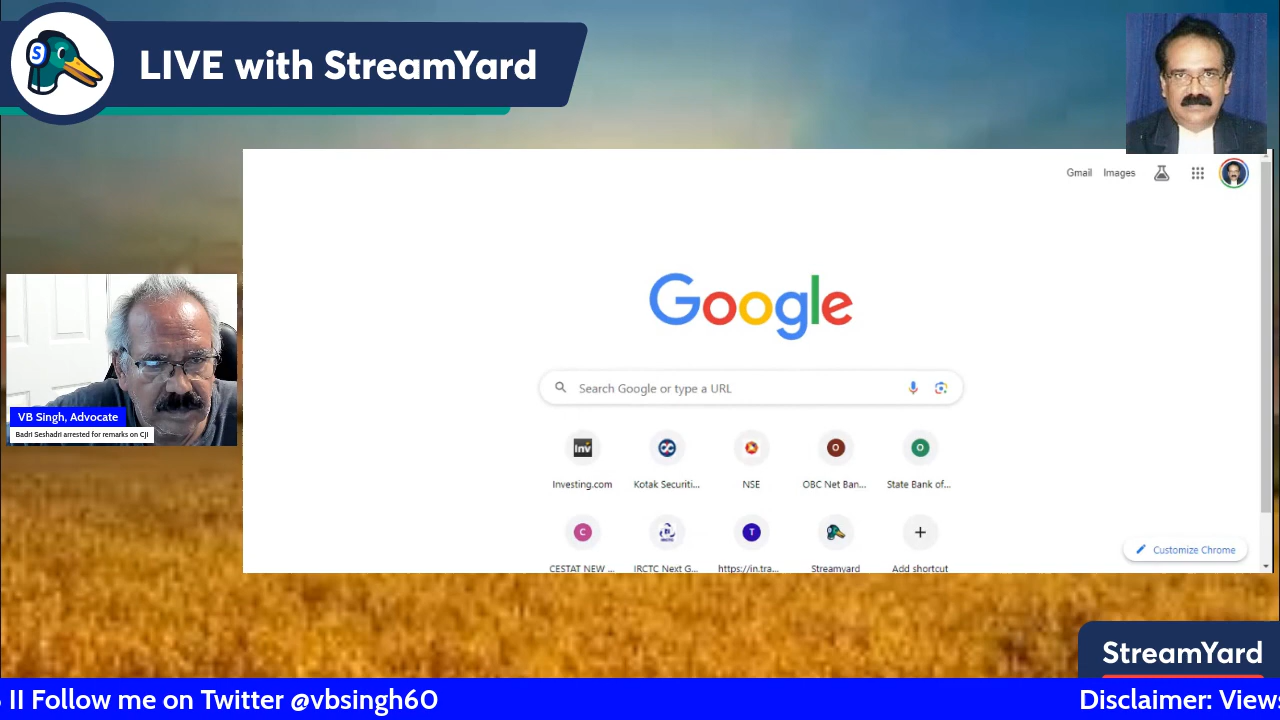 LIVE with StreamYard
Gmail Images
Google
Search Google or type a URL
Inv
Investing.com
Kotak Securiti...
NSE
O
OBC Net Ban...
O
State Bank of...
C
CESTAT NEW ...
IRCTC Next G...
T
https://in.tra...
Streamyard
Add shortcut
Customize Chrome
VB Singh, Advocate
Badri Seshadri arrested for remarks on CJI
StreamYard
II Follow me on Twitter @vbsingh60
Disclaimer: Views